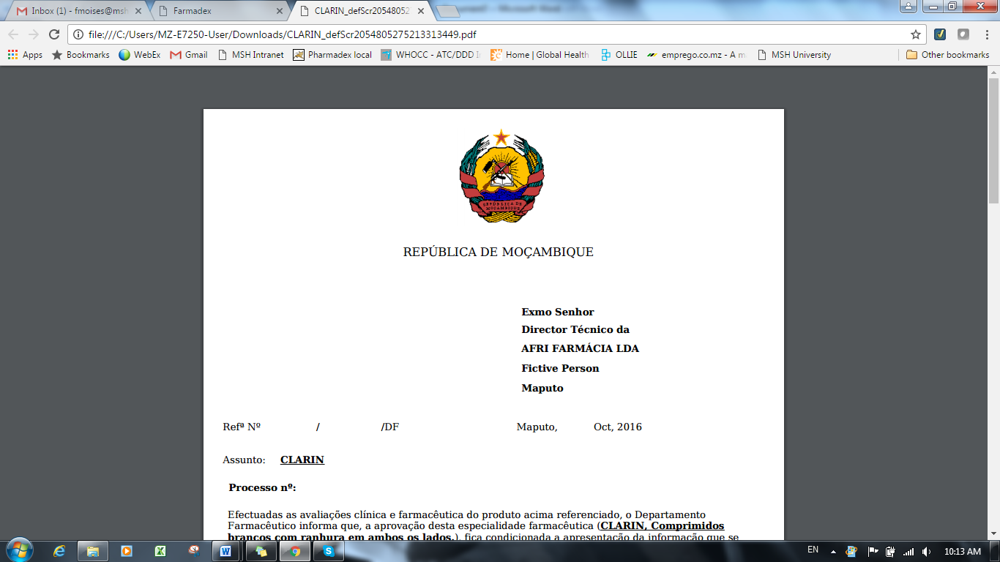 Inbox (1) - fmoises@msh
Farmadex
CLARIN_defScr205480527
file:///C:/Users/MZ-E7250-User/Downloads/CLARIN_defScr2054805275213313449.pdf
Apps
Bookmarks
WebEx
Gmail
MSH Intranet
Pharmadex local
WHOCC - ATC/DDD I
Home | Global Health
OLLIE
emprego.co.mz - A m
MSH University
Other bookmarks
REPÚBLICA DE
MOÇAMBIQUE
REPÚBLICA DE MOÇAMBIQUE
Exmo Senhor
Director Técnico da
AFRI FARMÁCIA LDA
Fictive Person
Maputo
Refª Nº / /DF Maputo, Oct, 2016
Assunto: CLARIN
Processo nº:
Efectuadas as avaliações clínica e farmacêutica do produto acima referenciado, o Departamento
Farmacêutico informa que, a aprovação desta especialidade farmacêutica (CLARIN, Comprimidos
brancos com ranhura em ambos os lados.), fica condicionada a apresentação da informação que se
EN
10:13 AM